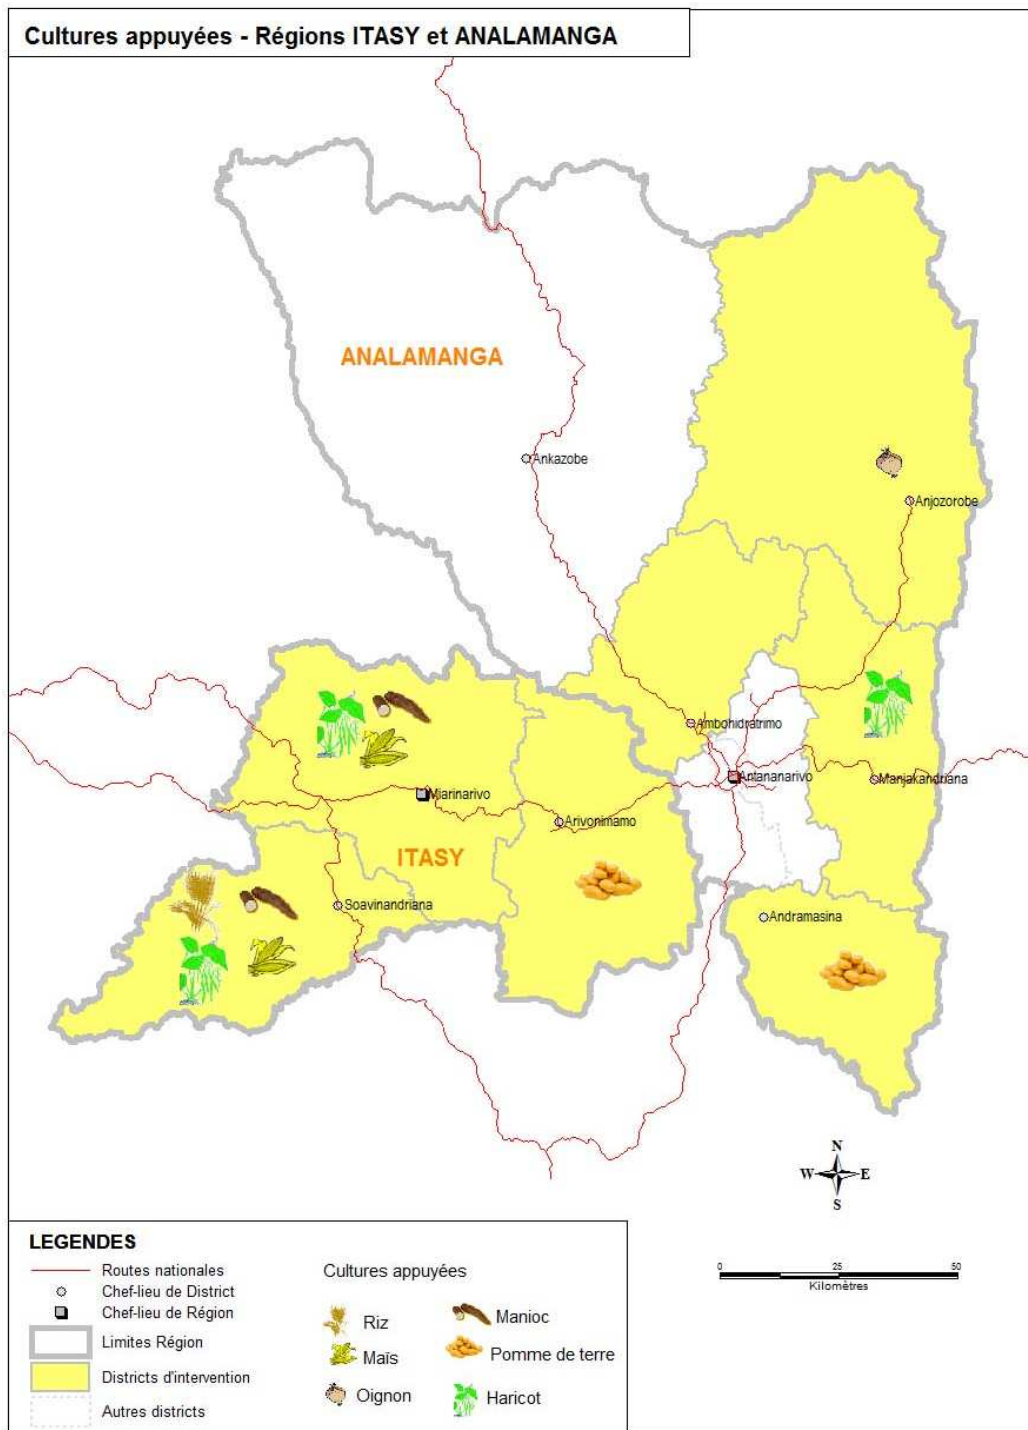 Cultures appuyées - Régions ITASY et ANALAMANGA
ANALAMANGA
Ankazobe
Anjozorobe
Ambohidratrimo
Antananarivo
Manjakandriana
Miarinarivo
Arivonimamo
ITASY
Soavinandriana
Andramasina
N
W E
S
LEGENDES
Routes nationales
Chef-lieu de District
Chef-lieu de Région
Limites Région
Districts d'intervention
Autres districts
Cultures appuyées
Riz
Manioc
Maïs
Pomme de terre
Oignon
Haricot
0 25 50
Kilomètres